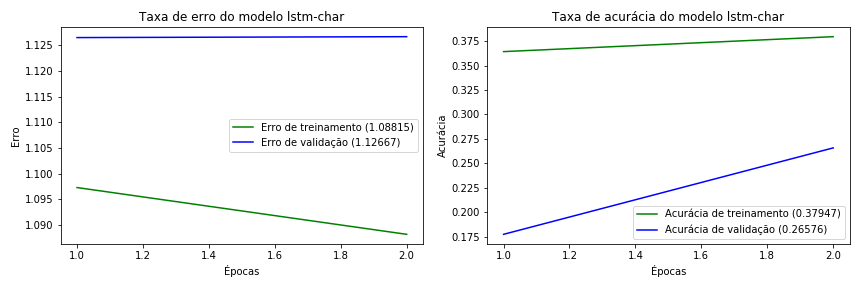 Taxa de erro do modelo lstm-char
Erro
1.125
1.120
1.115
1.110
1.105
1.100
1.095
1.090
Erro de treinamento (1.08815)
Erro de validação (1.12667)
1.0 1.2 1.4 1.6 1.8 2.0
Épocas
Taxa de acurácia do modelo lstm-char
Acurácia
0.375
0.350
0.325
0.300
0.275
0.250
0.225
0.200
0.175
Acurácia de treinamento (0.37947)
Acurácia de validação (0.26576)
1.0 1.2 1.4 1.6 1.8 2.0
Épocas